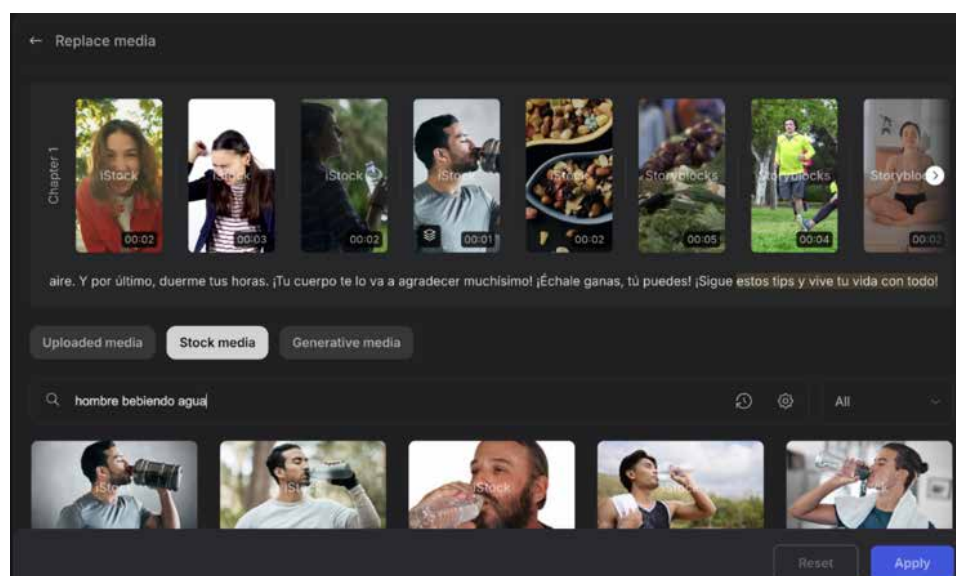 ← Replace media
Chapter 1
iStock
iStock
iStock
iStock
iStock
Storyblocks
Storyblocks
Storybloc
00:02
00:03
00:02
00:01
00:02
00:05
00:04
00:02
aire. Y por último, duerme tus horas. ¡Tu cuerpo te lo va a agradecer muchísimo! ¡Échale ganas, tú puedes! ¡Sigue estos tips y vive tu vida con todo!
Uploaded media
Stock media
Generative media
hombre bebiendo agua
All
iStock
iStock
iStock
iStock
iStock
Reset
Apply